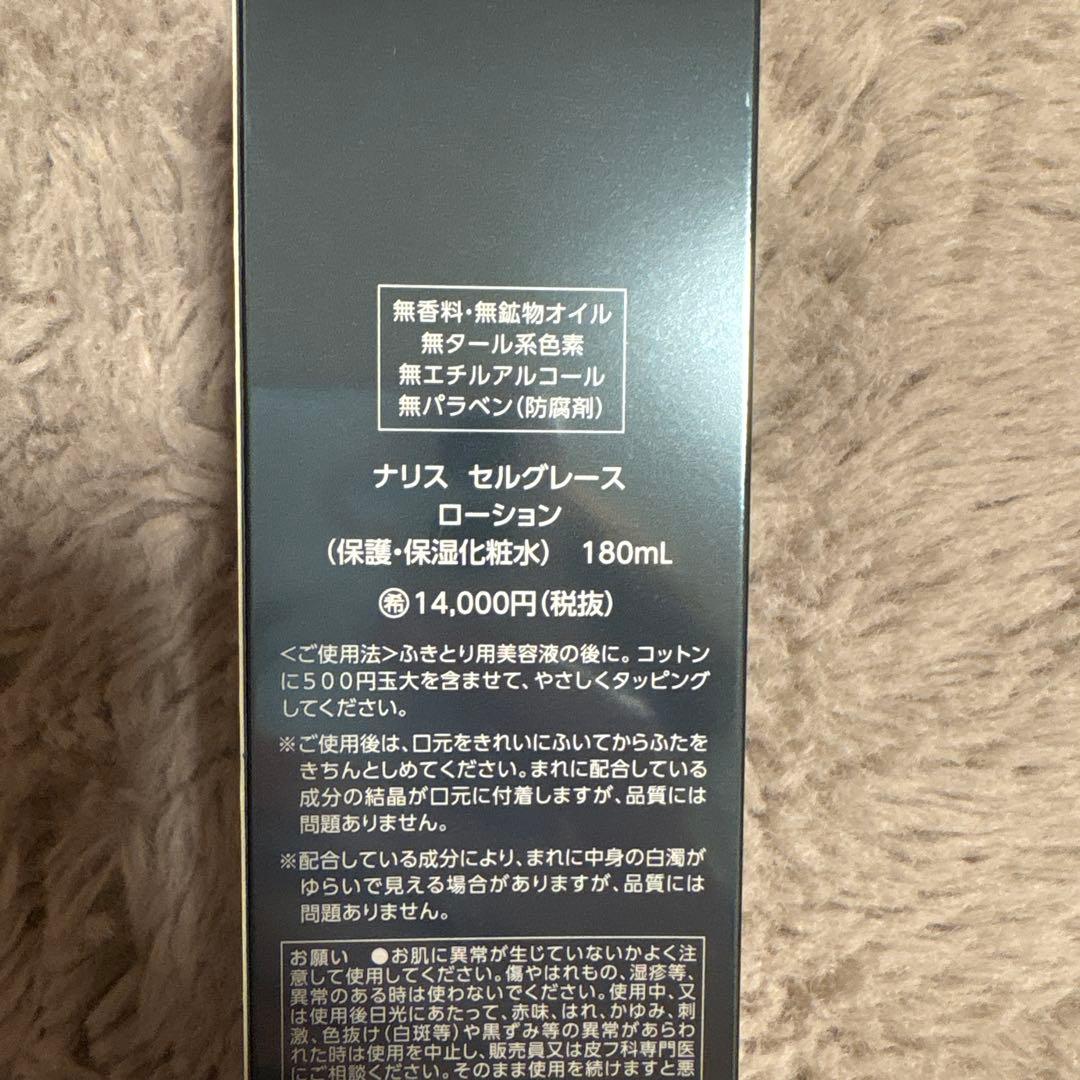 無香料・無鉱物オイル
無タール系色素
無エチルアルコール
無パラベン(防腐剤)
ナリス セルグレース
ローション
(保護・保湿化粧水) 180mL
㊒14,000円(税抜)
<ご使用法>ふきとり用美容液の後に。コットン
に500円玉大を含ませて、やさしくタッピング
してください。
※ご使用後は、口元をきれいにふいてからふたを
きちんとしめてください。まれに配合している
成分の結晶が口元に付着しますが、品質には
問題ありません。
※配合している成分により、まれに中身の白濁が
ゆらいで見える場合がありますが、品質には
問題ありません。
お願い ●お肌に異常が生じていないかよく注
意して使用してください。傷やはれもの、湿疹等、
異常のある時は使わないでください。使用中、又
は使用後日光にあたって、赤味、はれ、かゆみ、刺
激、色抜け(白斑等)や黒ずみ等の異常があらわ
れた時は使用を中止し、販売員又は皮フ科専門医
にご相談ください。そのまま使用を続けますと悪